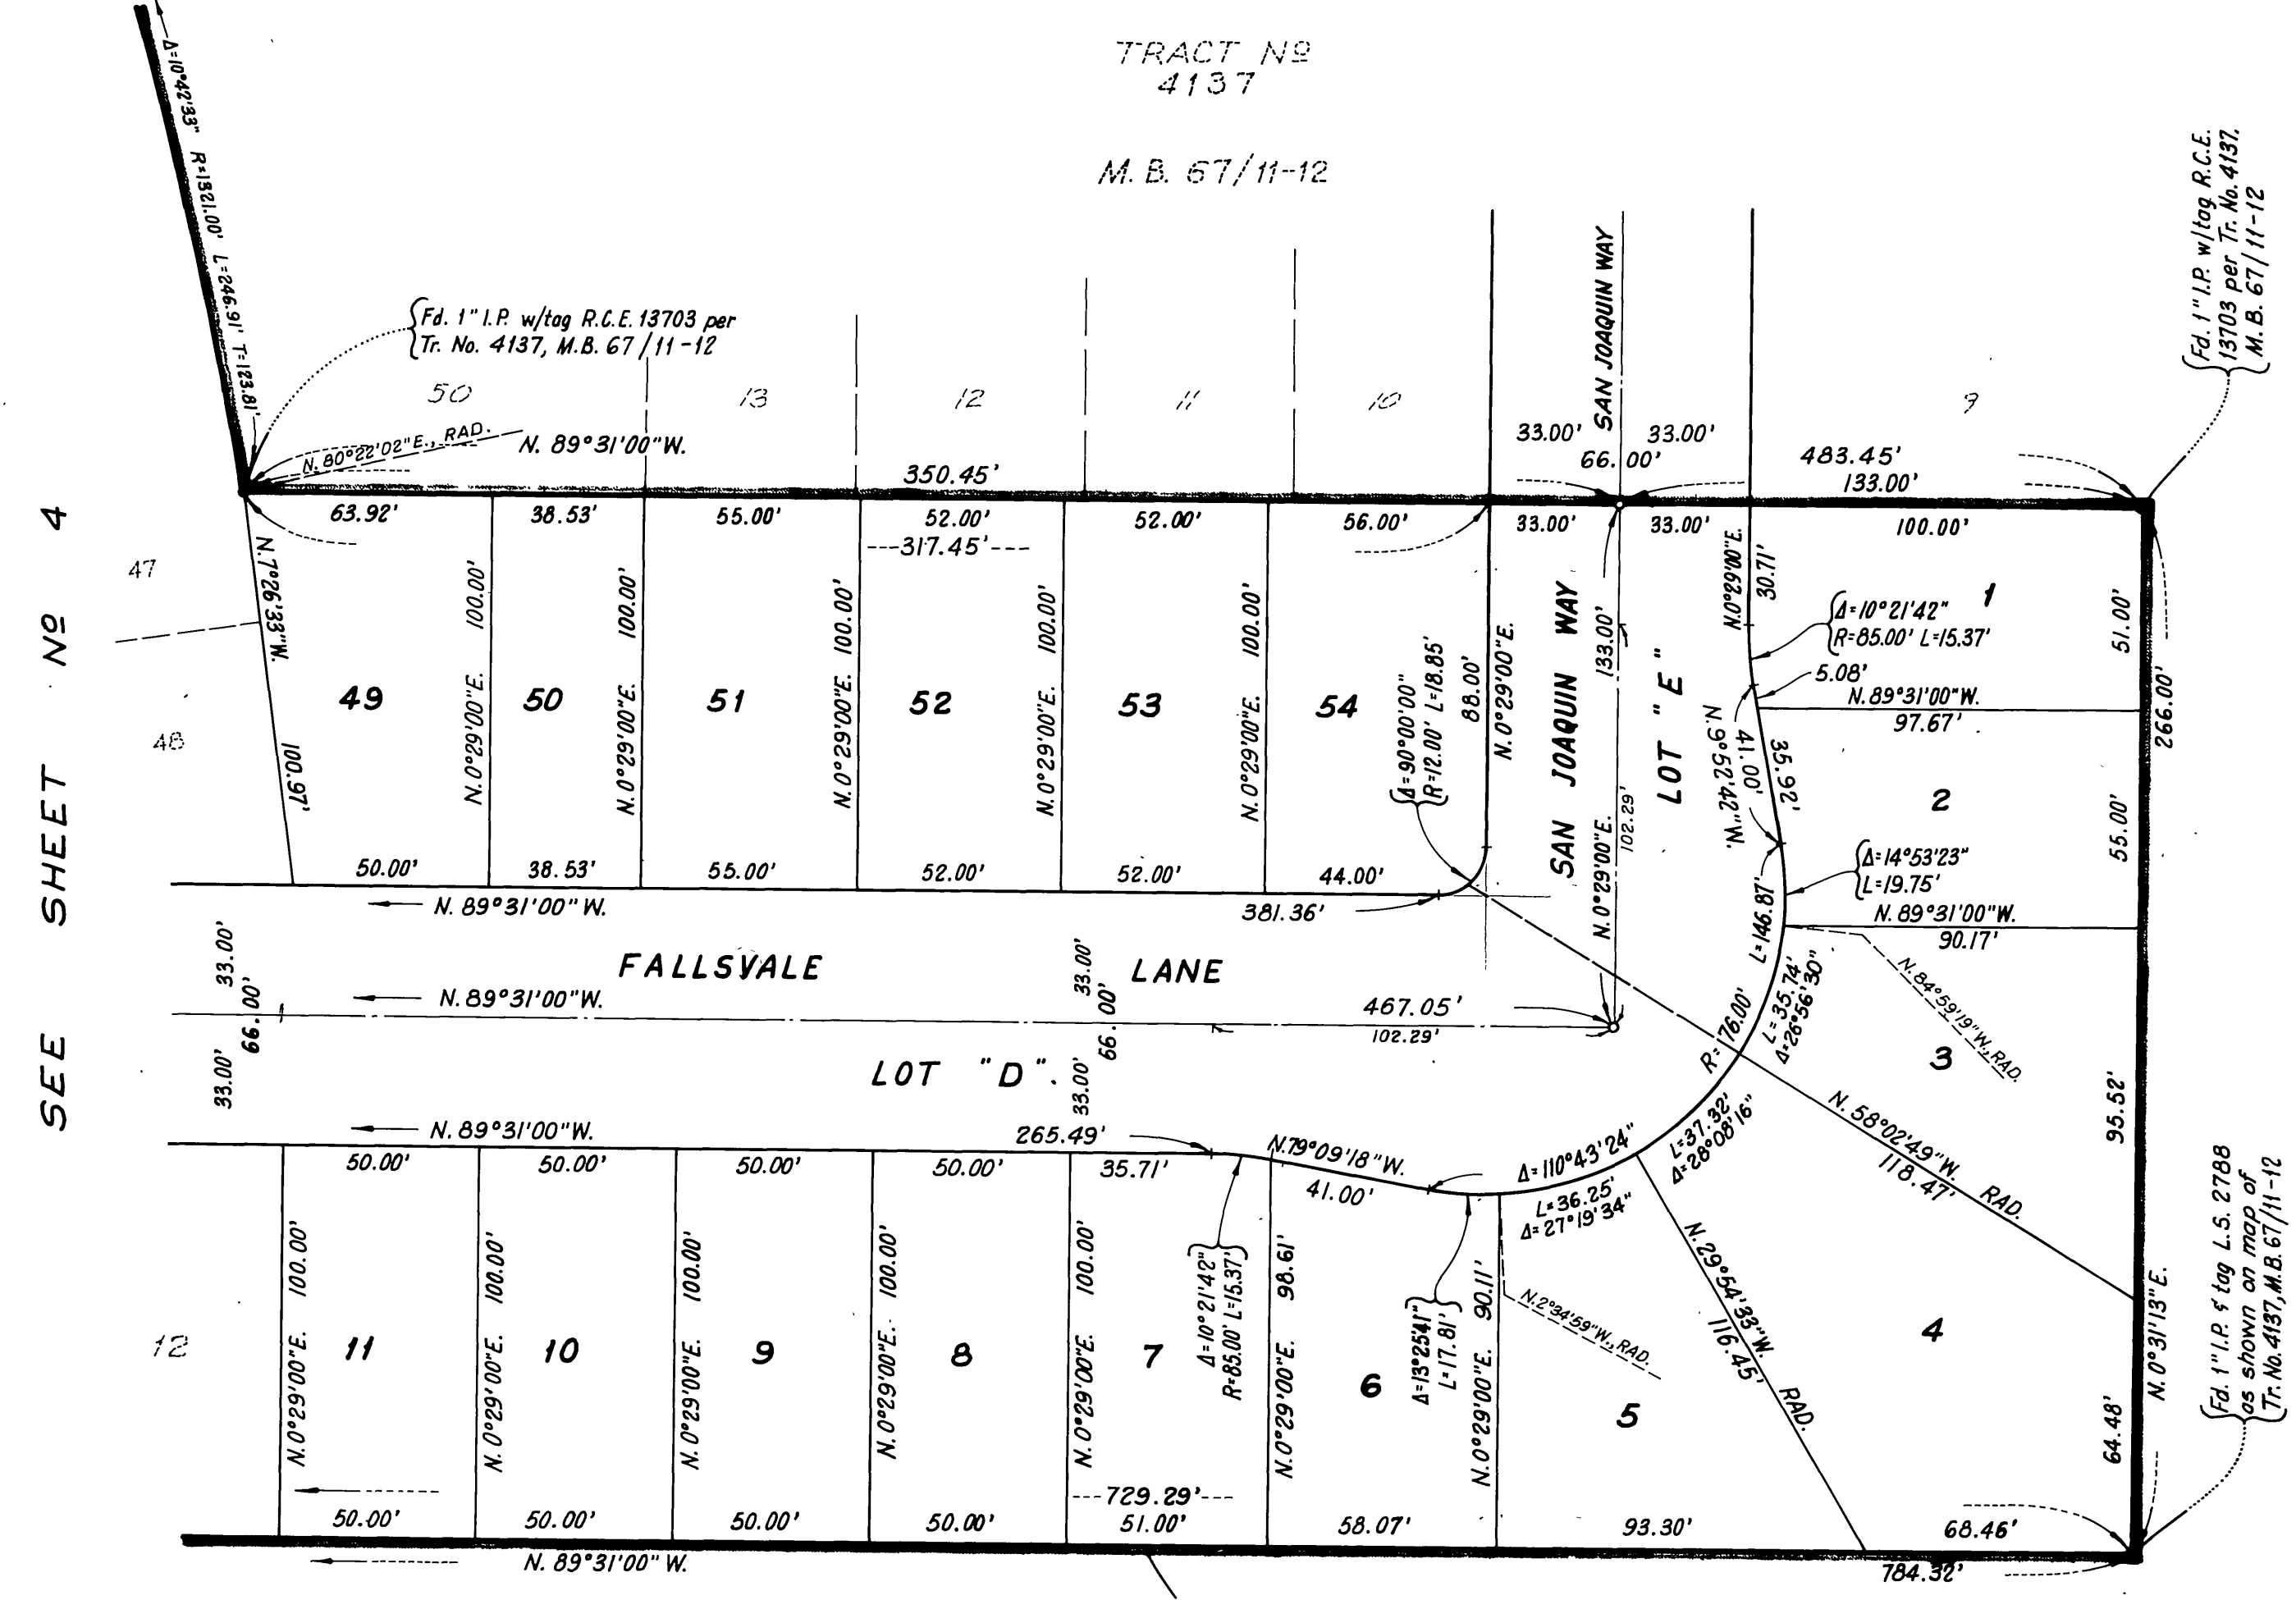 TRACT Nº
4137
M. B. 67/11-12
SEE SHEET Nº 4
Δ=10°42'33" R=1321.00' L=246.91' T=123.81'
Fd. 1" I.P. w/tag R.C.E. 13703 per
Tr. No. 4137, M.B. 67/11-12
Fd. 1" I.P. w/tag R.C.E.
13703 per Tr. No. 4137,
M.B. 67/11-12
50
13
12
11
10
9
N. 80°22'02"E., RAD.
N. 89°31'00"W.
350.45'
33.00'
SAN JOAQUIN WAY
33.00'
66.00'
483.45'
133.00'
63.92'
38.53'
55.00'
52.00'
52.00'
56.00'
33.00'
33.00'
100.00'
---317.45'---
47
48
N. 7°26'33"W.
100.97'
49
N. 0°29'00"E. 100.00'
50
N. 0°29'00"E. 100.00'
51
N. 0°29'00"E. 100.00'
52
N. 0°29'00"E. 100.00'
53
N. 0°29'00"E. 100.00'
54
Δ=90°00'00"
R=12.00' L=18.85'
88.00'
N. 0°29'00"E.
SAN JOAQUIN WAY
133.00'
N. 0°29'00"E.
102.29'
LOT "E"
N. 0°29'00"E.
30.71'
1
Δ=10°21'42"
R=85.00' L=15.37'
5.08'
N. 89°31'00"W.
97.67'
51.00'
266.00'
N. 9°52'42"W.
41.00'
35.92'
2
55.00'
Δ=14°53'23"
L=19.75'
N. 89°31'00"W.
90.17'
50.00'
38.53'
55.00'
52.00'
52.00'
44.00'
N. 89°31'00"W.
381.36'
33.00'
66.00'
33.00'
FALLSVALE LANE
33.00'
66.00'
33.00'
N. 89°31'00"W.
467.05'
102.29'
LOT "D".
L=146.87'
R=76.00'
L=35.74'
Δ=26°56'30"
N. 84°59'19"W., RAD.
3
95.52'
N. 58°02'49"W. RAD.
118.47'
N. 89°31'00"W.
265.49'
N. 79°09'18"W.
Δ=110°43'24"
L=37.32'
Δ=28°08'16"
50.00'
50.00'
50.00'
50.00'
35.71'
41.00'
L=36.25'
Δ=27°19'34"
12
N. 0°29'00"E. 100.00'
11
N. 0°29'00"E. 100.00'
10
N. 0°29'00"E. 100.00'
9
N. 0°29'00"E. 100.00'
8
N. 0°29'00"E. 100.00'
7
Δ=10°21'42"
R=85.00' L=15.37'
N. 0°29'00"E. 98.61'
6
Δ=13°25'41"
L=17.81'
N. 0°29'00"E. 90.11'
N. 2°34'59"W., RAD.
5
N. 29°54'33"W. RAD.
116.45'
4
64.48'
N. 0°31'13"E.
Fd. 1" I.P. & tag L.S. 2788
as shown on map of
Tr. No. 4137, M.B. 67/11-12
---729.29'---
50.00'
50.00'
50.00'
50.00'
51.00'
58.07'
93.30'
68.46'
N. 89°31'00"W.
784.32'